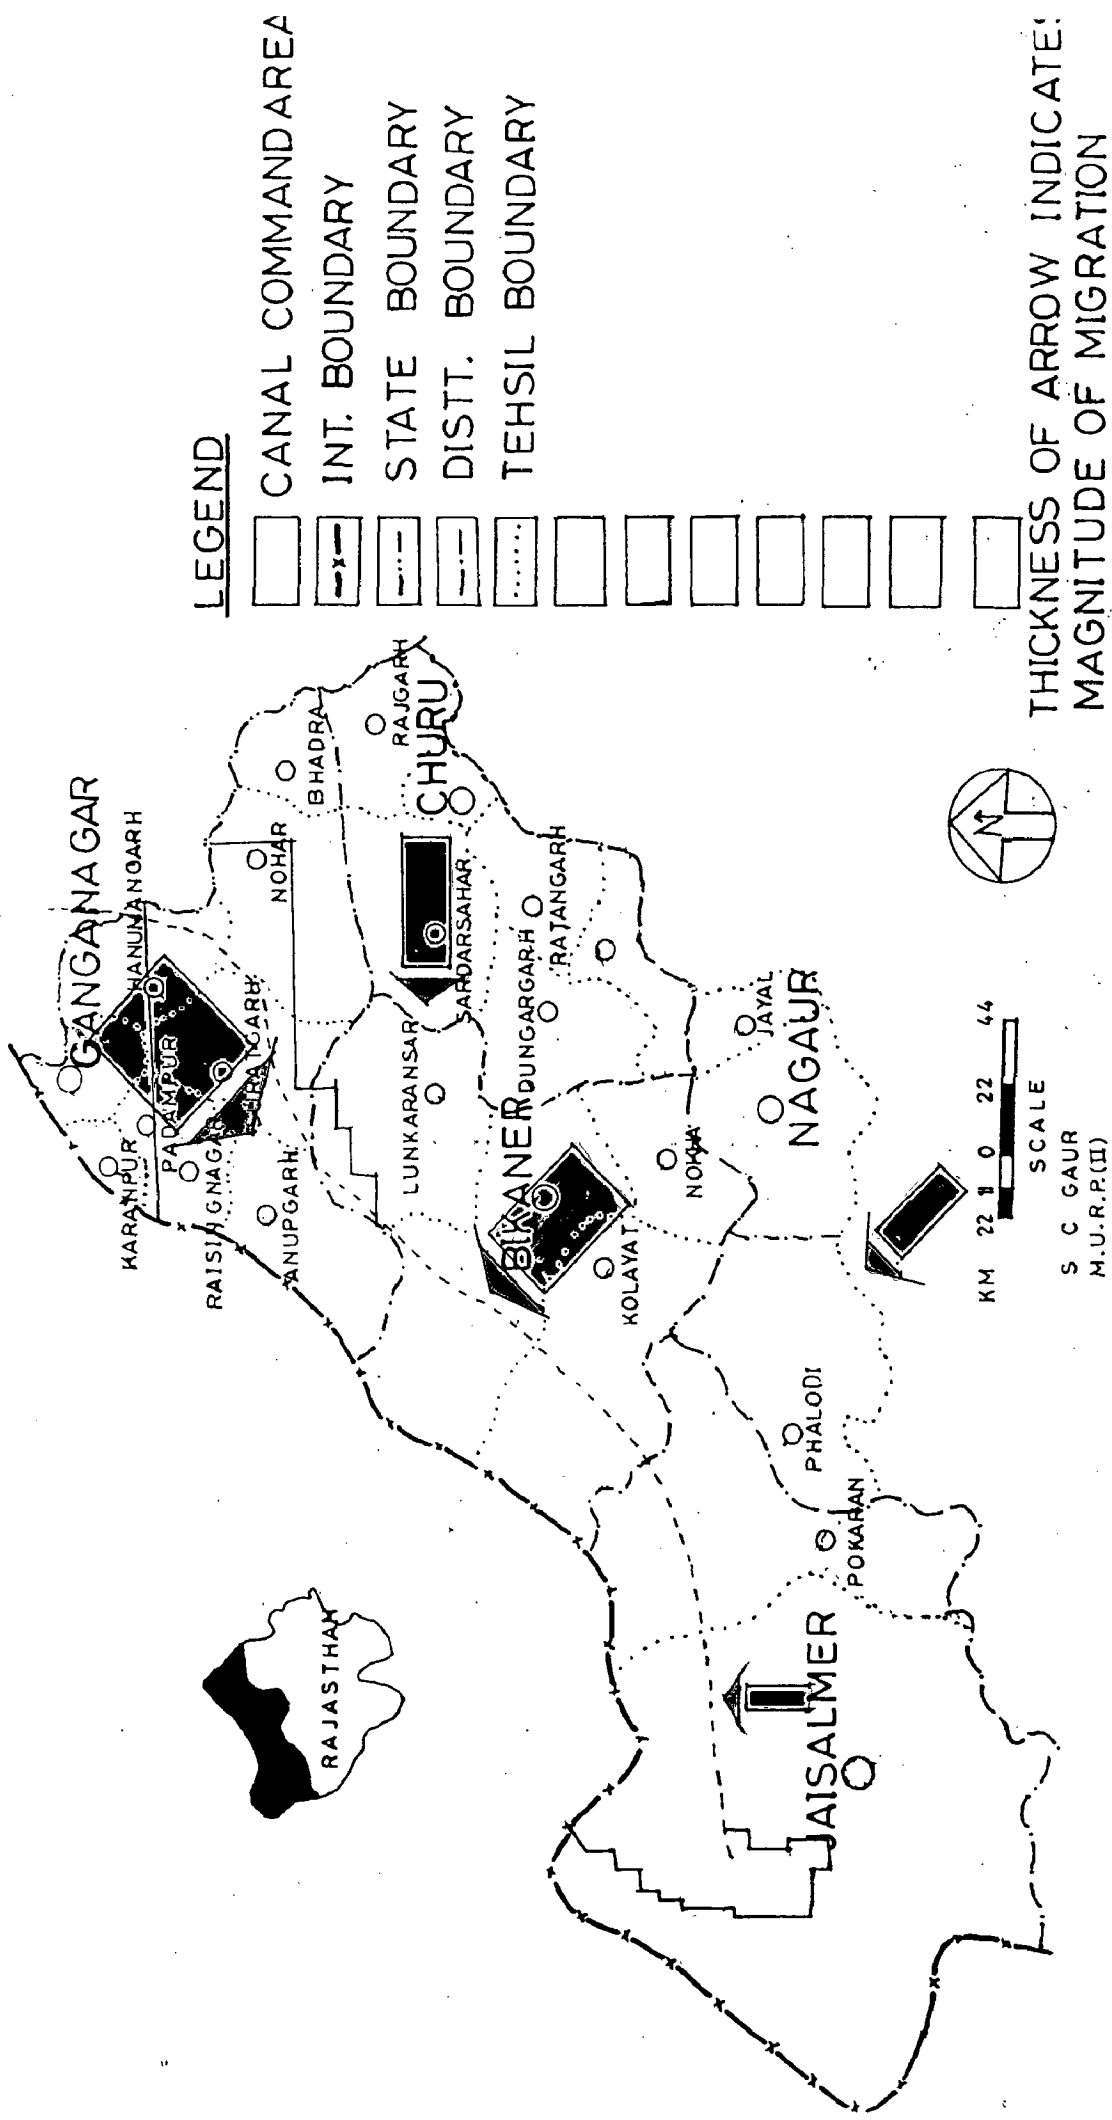 LEGEND
CANAL COMMAND AREA
INT. BOUNDARY
STATE BOUNDARY
DISTT. BOUNDARY
TEHSIL BOUNDARY
THICKNESS OF ARROW INDICATES
MAGNITUDE OF MIGRATION
GANGANAGAR
HANUMANGARH
KARANPUR
PADAMPUR
RAISINGNAGAR
ANUPGARH
NOHAR
BHADRA
RAJGARH
CHURU
SARDARSAHAR
LUNKARANSAR
DUNGARGARH
RATANGARH
BIKANER
KOLAYAT
NOKHA
JAYAL
NAGAUR
PHALODI
POKARAN
JAISALMER
RAJASTHAN
N
KM 22 11 0 22 44
SCALE
S C GAUR
M.U.R.P.(II)